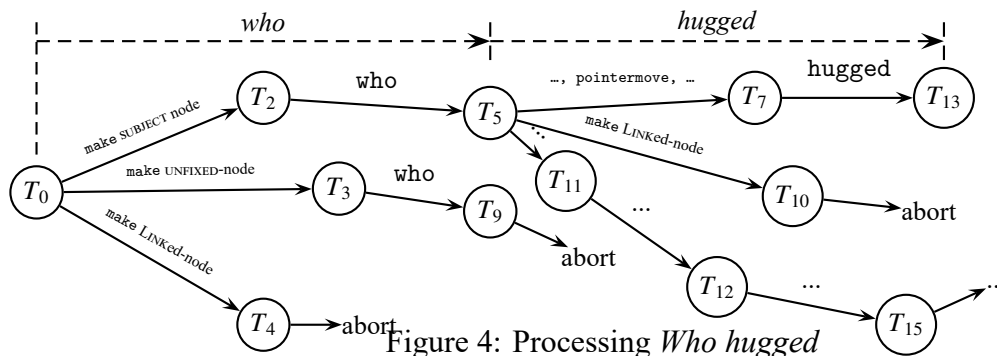 who hugged
who ..., pointermove, ... hugged
T2 T5 T7 T13
make SUBJECT node
... make LINKed-node
make UNFIXED-node who
T0 T3 T9 T11 ... T10 abort
make LINKed-node
abort
T12 ... ...
T4 abort T15
Figure 4: Processing Who hugged